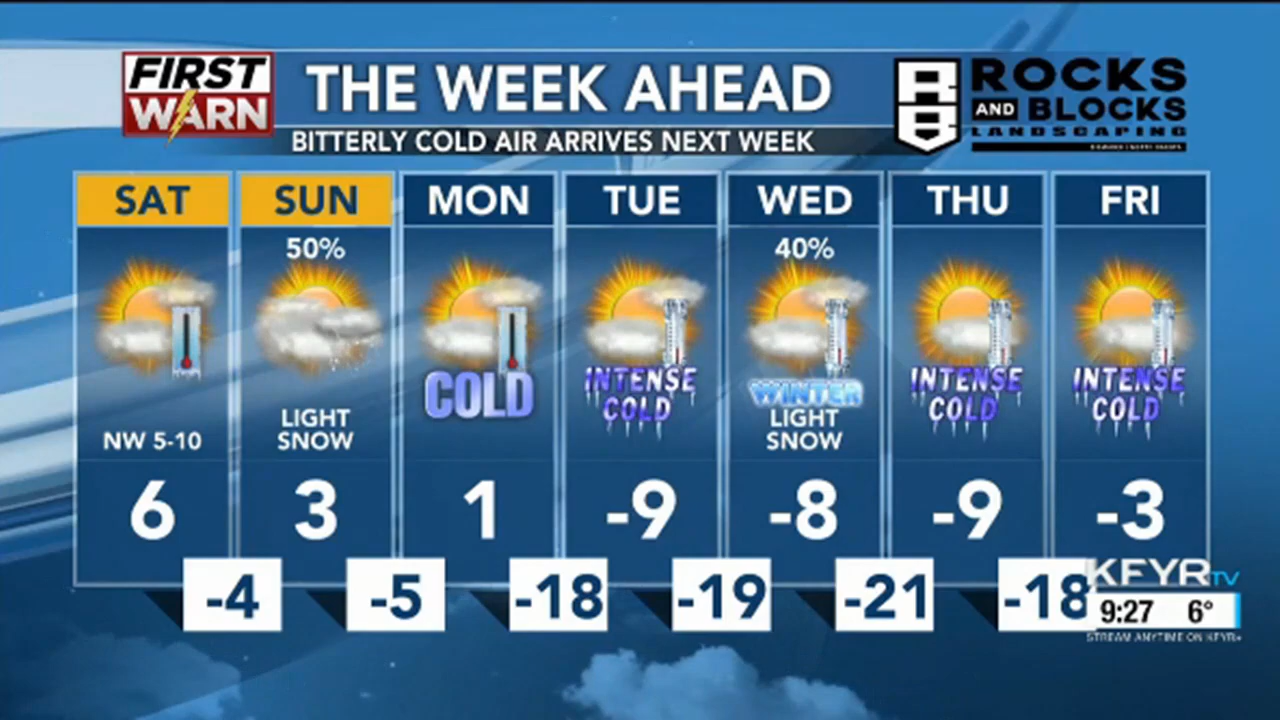 FIRST
WARN
THE WEEK AHEAD
BITTERLY COLD AIR ARRIVES NEXT WEEK
ROCKS
AND BLOCKS
LANDSCAPING
SAT
NW 5-10
6
-4
SUN
50%
LIGHT
SNOW
3
-5
MON
COLD
1
-18
TUE
INTENSE
COLD
-9
-19
WED
40%
WINTER
LIGHT
SNOW
-8
-21
THU
INTENSE
COLD
-9
-18
FRI
INTENSE
COLD
-3
KFYRTV
9:27 6°
STREAM ANYTIME ON KFYR+